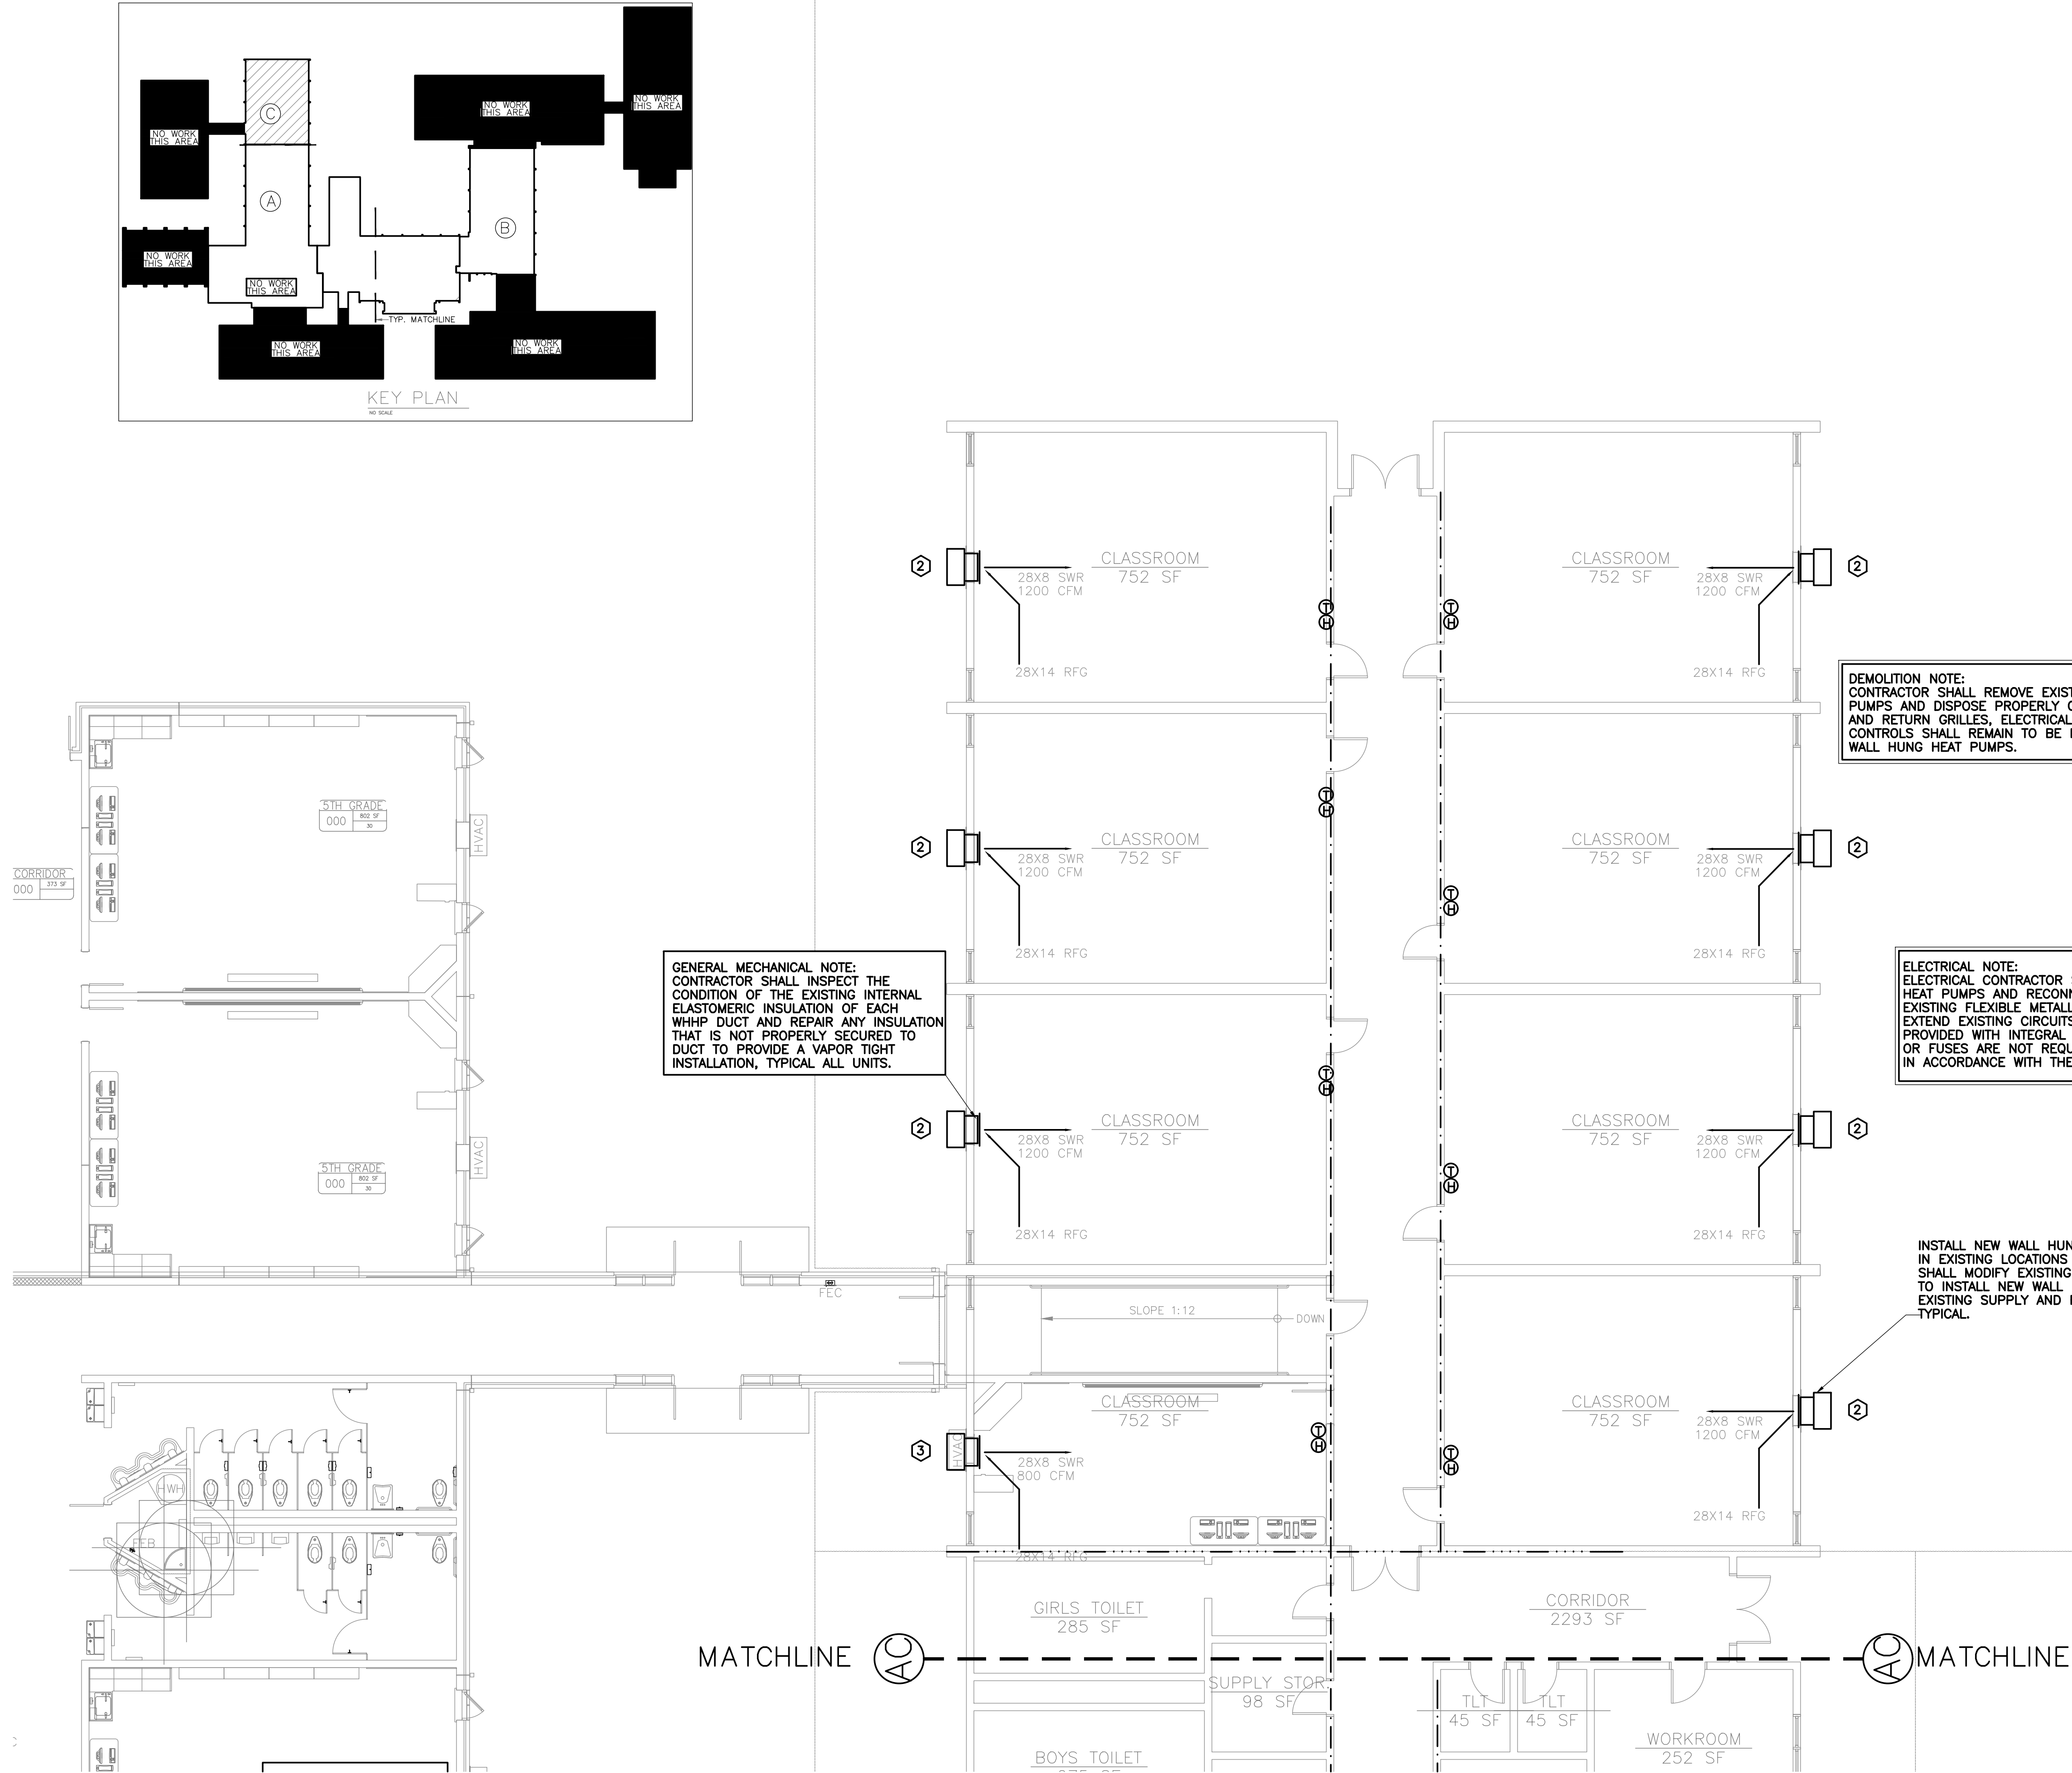 NO WORK
THIS AREA
C
NO WORK
THIS AREA
NO WORK
THIS AREA
A
B
NO WORK
THIS AREA
NO WORK
THIS AREA
NO WORK
THIS AREA
TYP. MATCHLINE
NO WORK
THIS AREA
NO WORK
THIS AREA
KEY PLAN
NO SCALE
2
CLASSROOM
752 SF
28X8 SWR
1200 CFM
28X14 RFG
T
H
T
H
CLASSROOM
752 SF
28X8 SWR
1200 CFM
28X14 RFG
2
DEMOLITION NOTE:
CONTRACTOR SHALL REMOVE
PUMPS AND DISPOSE PROPERLY
AND RETURN GRILLES, ELECTRICAL
CONTROLS SHALL REMAIN TO BE
WALL HUNG HEAT PUMPS.
5TH GRADE
000
802 SF
30
HVAC
CORRIDOR
000
373 SF
2
CLASSROOM
752 SF
28X8 SWR
1200 CFM
28X14 RFG
T
H
T
H
CLASSROOM
752 SF
28X8 SWR
1200 CFM
28X14 RFG
2
GENERAL MECHANICAL NOTE:
CONTRACTOR SHALL INSPECT THE
CONDITION OF THE EXISTING INTERNAL
ELASTOMERIC INSULATION OF EACH
WHHP DUCT AND REPAIR ANY INSULATION
THAT IS NOT PROPERLY SECURED TO
DUCT TO PROVIDE A VAPOR TIGHT
INSTALLATION, TYPICAL ALL UNITS.
ELECTRICAL NOTE:
ELECTRICAL CONTRACTOR
HEAT PUMPS AND
EXISTING FLEXIBLE
EXTEND EXISTING
PROVIDED WITH INTEGRAL
OR FUSES ARE NOT
IN ACCORDANCE WITH THE
5TH GRADE
000
802 SF
30
HVAC
2
CLASSROOM
752 SF
28X8 SWR
1200 CFM
28X14 RFG
T
H
T
H
CLASSROOM
752 SF
28X8 SWR
1200 CFM
28X14 RFG
2
INSTALL NEW WALL
IN EXISTING LOCATIONS
SHALL MODIFY EXISTING
TO INSTALL NEW WALL
EXISTING SUPPLY AND
TYPICAL.
FEC
SLOPE 1:12
DOWN
CLASSROOM
752 SF
3
HVAC
28X8 SWR
800 CFM
28X14 RFG
T
H
T
H
CLASSROOM
752 SF
28X8 SWR
1200 CFM
28X14 RFG
2
HWH
GIRLS TOILET
285 SF
CORRIDOR
2293 SF
MATCHLINE
AC
AC
MATCHLINE
SUPPLY STOR.
98 SF
TLT
45 SF
TLT
45 SF
WORKROOM
252 SF
BOYS TOILET